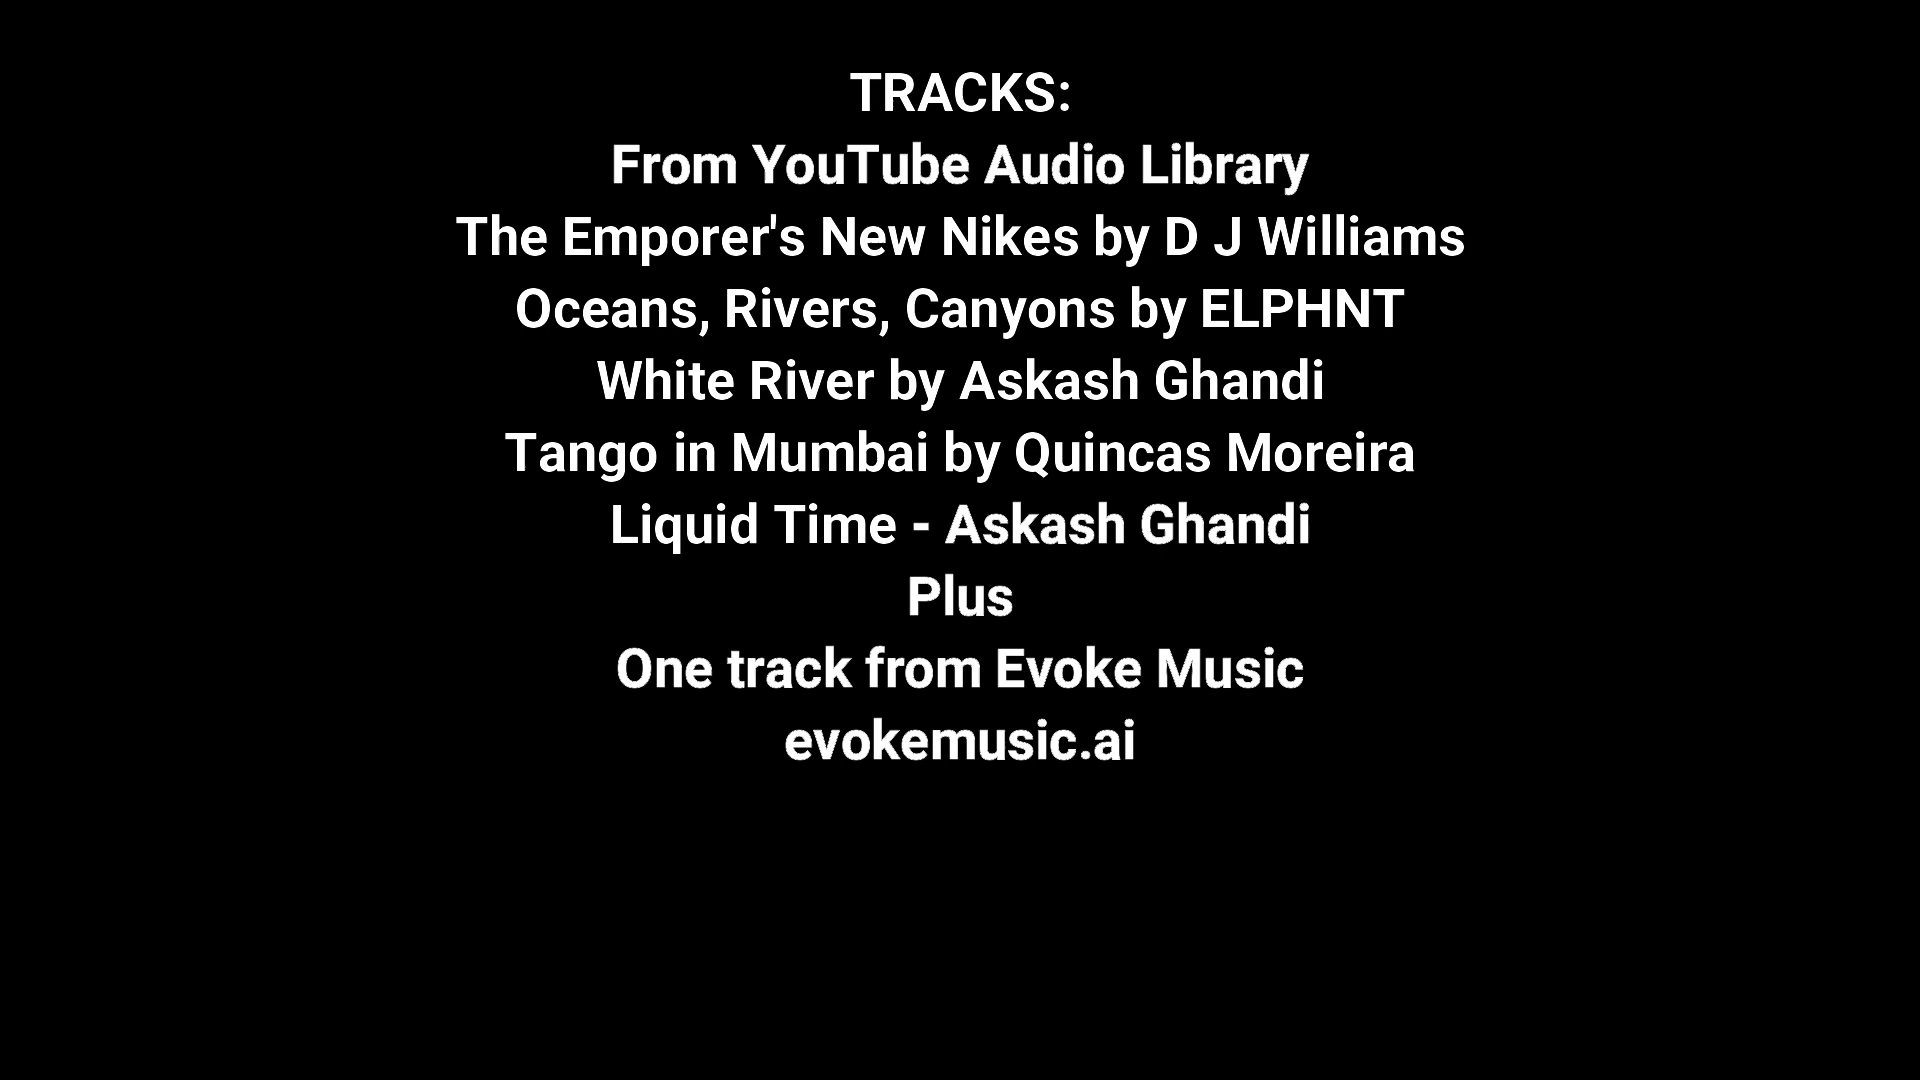 TRACKS:
From YouTube Audio Library
The Emporer's New Nikes by D J Williams
Oceans, Rivers, Canyons by ELPHNT
White River by Askash Ghandi
Tango in Mumbai by Quincas Moreira
Liquid Time - Askash Ghandi
Plus
One track from Evoke Music
evokemusic.ai